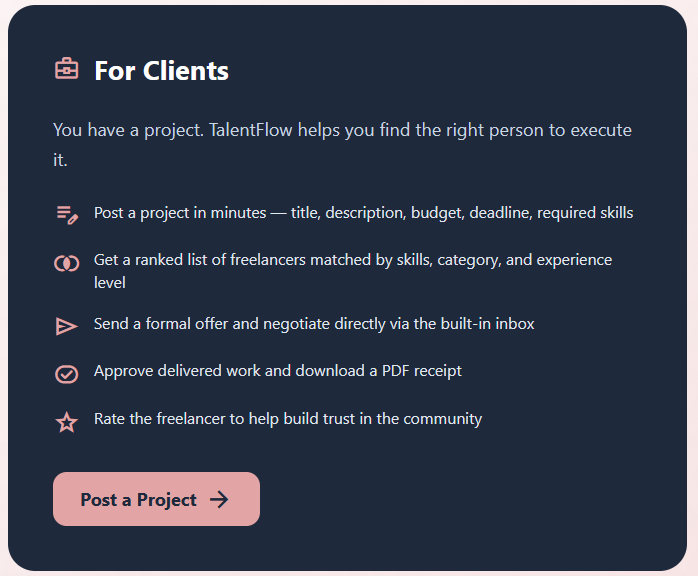 For Clients
You have a project. TalentFlow helps you find the right person to execute
it.
Post a project in minutes — title, description, budget, deadline, required skills
Get a ranked list of freelancers matched by skills, category, and experience
level
Send a formal offer and negotiate directly via the built-in inbox
Approve delivered work and download a PDF receipt
Rate the freelancer to help build trust in the community
Post a Project